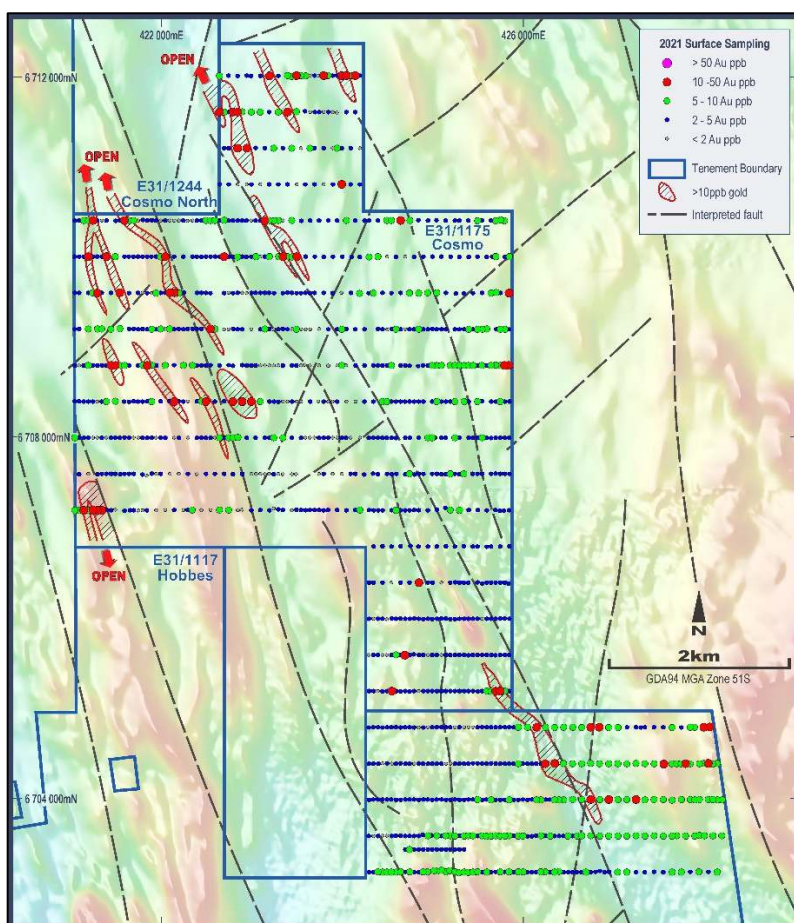 422 000mE
426 000mE
2021 Surface Sampling
> 50 Au ppb
10 -50 Au ppb
5 - 10 Au ppb
2 - 5 Au ppb
< 2 Au ppb
Tenement Boundary
>10ppb gold
Interpreted fault
OPEN
6 712 000mN
OPEN
E31/1244
Cosmo North
E31/1175
Cosmo
6 708 000mN
E31/1117
Hobbes
OPEN
N
2km
GDA94 MGA Zone 51S
6 704 000mN